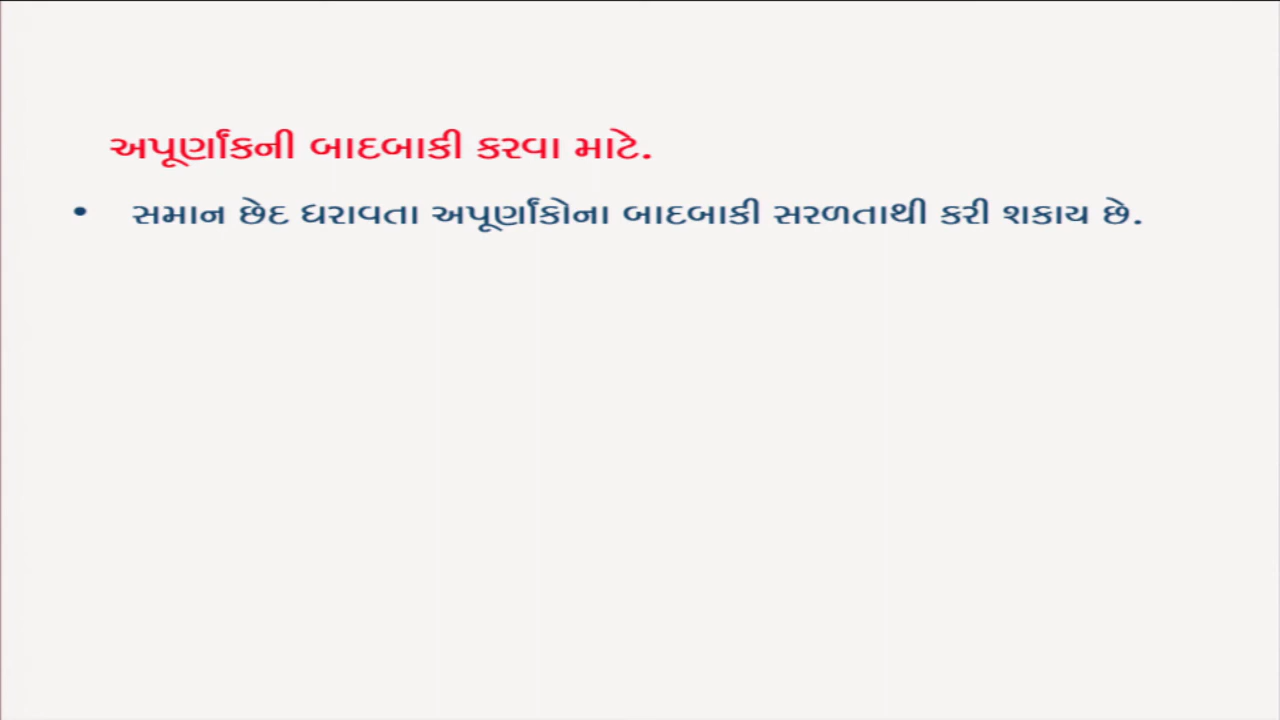 અપૂર્ણાંકની બાદબાકી કરવા માટે.
• સમાન છેદ ધરાવતા અપૂર્ણાંકોના બાદબાકી સરળતાથી કરી શકાય છે.